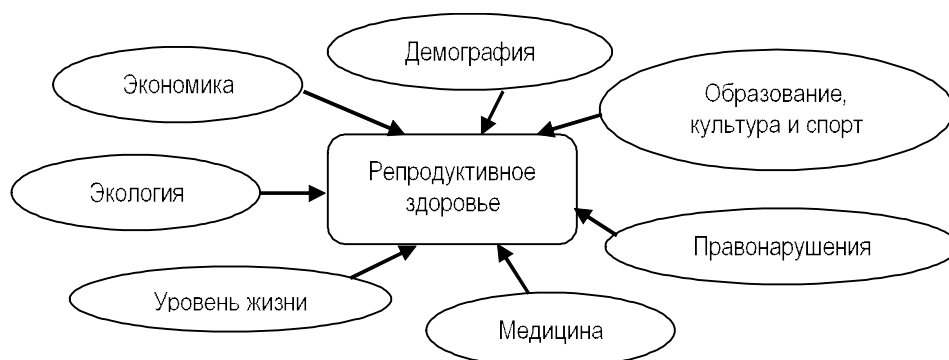 Демография
Экономика
Образование,
культура и спорт
Репродуктивное
здоровье
Экология
Правонарушения
Уровень жизни
Медицина